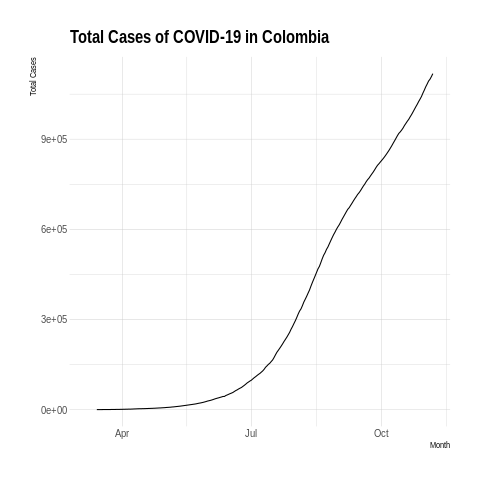 Total Cases of COVID-19 in Colombia
Total Cases
9e+05
6e+05
3e+05
0e+00
Apr Jul Oct
Month